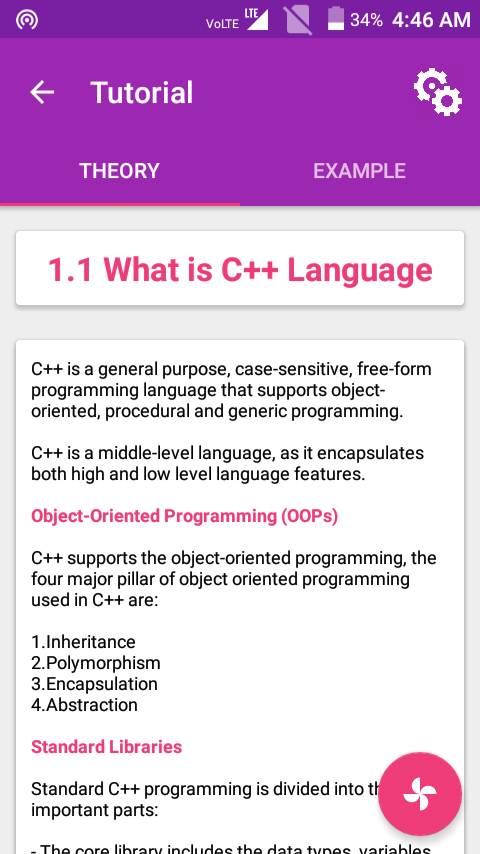 VoLTE LTE 34% 4:46 AM
Tutorial
THEORY EXAMPLE
1.1 What is C++ Language
C++ is a general purpose, case-sensitive, free-form
programming language that supports object-
oriented, procedural and generic programming.
C++ is a middle-level language, as it encapsulates
both high and low level language features.
Object-Oriented Programming (OOPs)
C++ supports the object-oriented programming, the
four major pillar of object oriented programming
used in C++ are:
1.Inheritance
2.Polymorphism
3.Encapsulation
4.Abstraction
Standard Libraries
Standard C++ programming is divided into
important parts:
- The core library includes the data types, variables